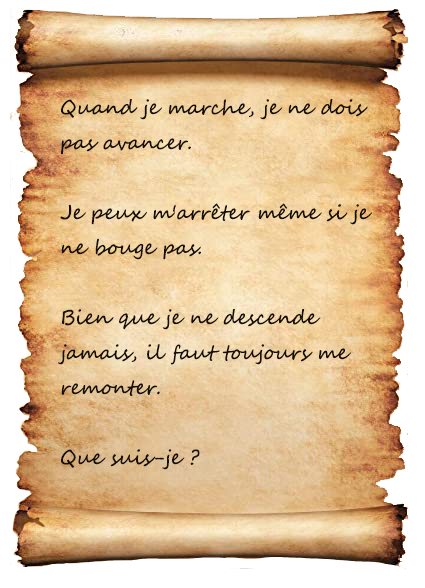 Quand je marche, je ne dois
pas avancer.
Je peux m'arrêter même si je
ne bouge pas.
Bien que je ne descende
jamais, il faut toujours me
remonter.
Que suis-je ?